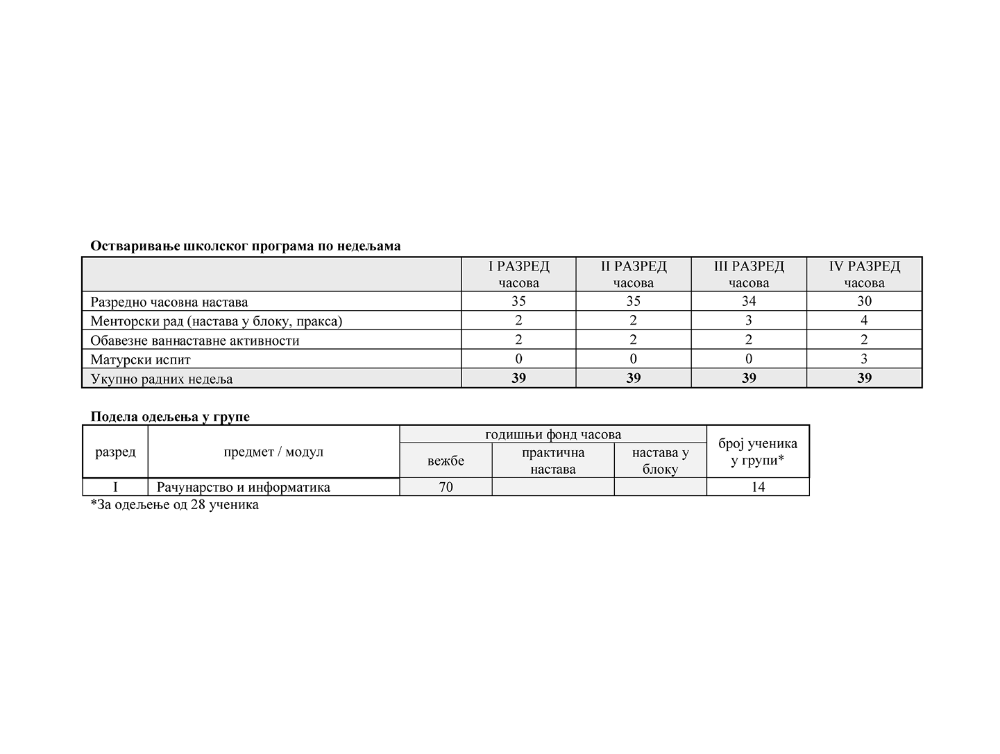 Остваривање школског програма по недељама
I РАЗРЕД II РАЗРЕД III РАЗРЕД IV РАЗРЕД
часова часова часова часова
Разредно часовна настава 35 35 34 30
Менторски рад (настава у блоку, пракса) 2 2 3 4
Обавезне ваннаставне активности 2 2 2 2
Матурски испит 0 0 0 3
Укупно радних недеља 39 39 39 39
Подела одељења у групе
разред предмет / модул годишњи фонд часова број ученика
у групи*
вежбе практична настава у
настава блоку
I Рачунарство и информатика 70 14
*За одељење од 28 ученика